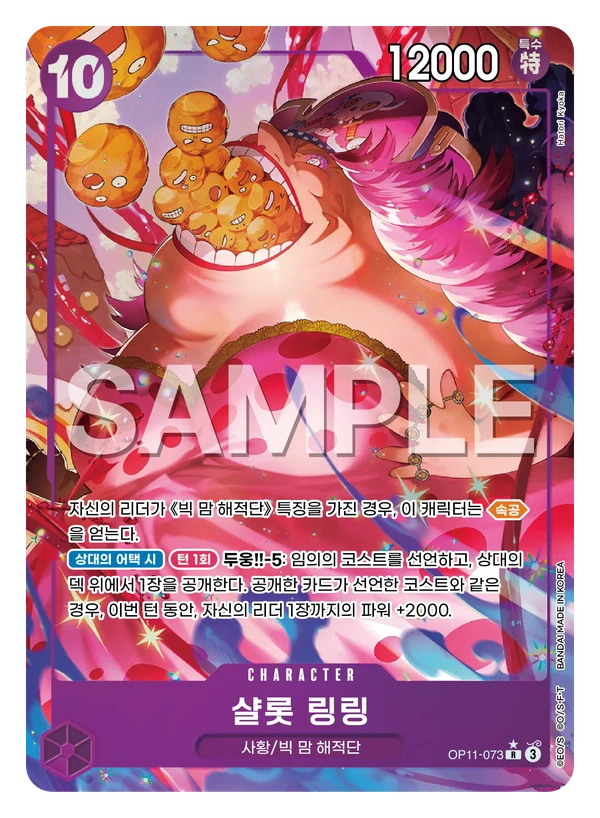 10
12000
특수
特
Hatori Kyoka
SAMPLE
자신의 리더가 《빅 맘 해적단》 특징을 가진 경우, 이 캐릭터는 속공
을 얻는다.
상대의 어택 시 턴 1회 두웅!!-5: 임의의 코스트를 선언하고, 상대의
덱 위에서 1장을 공개한다. 공개한 카드가 선언한 코스트와 같은
경우, 이번 턴 동안, 자신의 리더 1장까지의 파워 +2000.
©EO/S ©O/S·F·T BANDAI MADE IN KOREA
CHARACTER
샬롯 링링
사황/빅 맘 해적단
OP11-073 ★ R 3